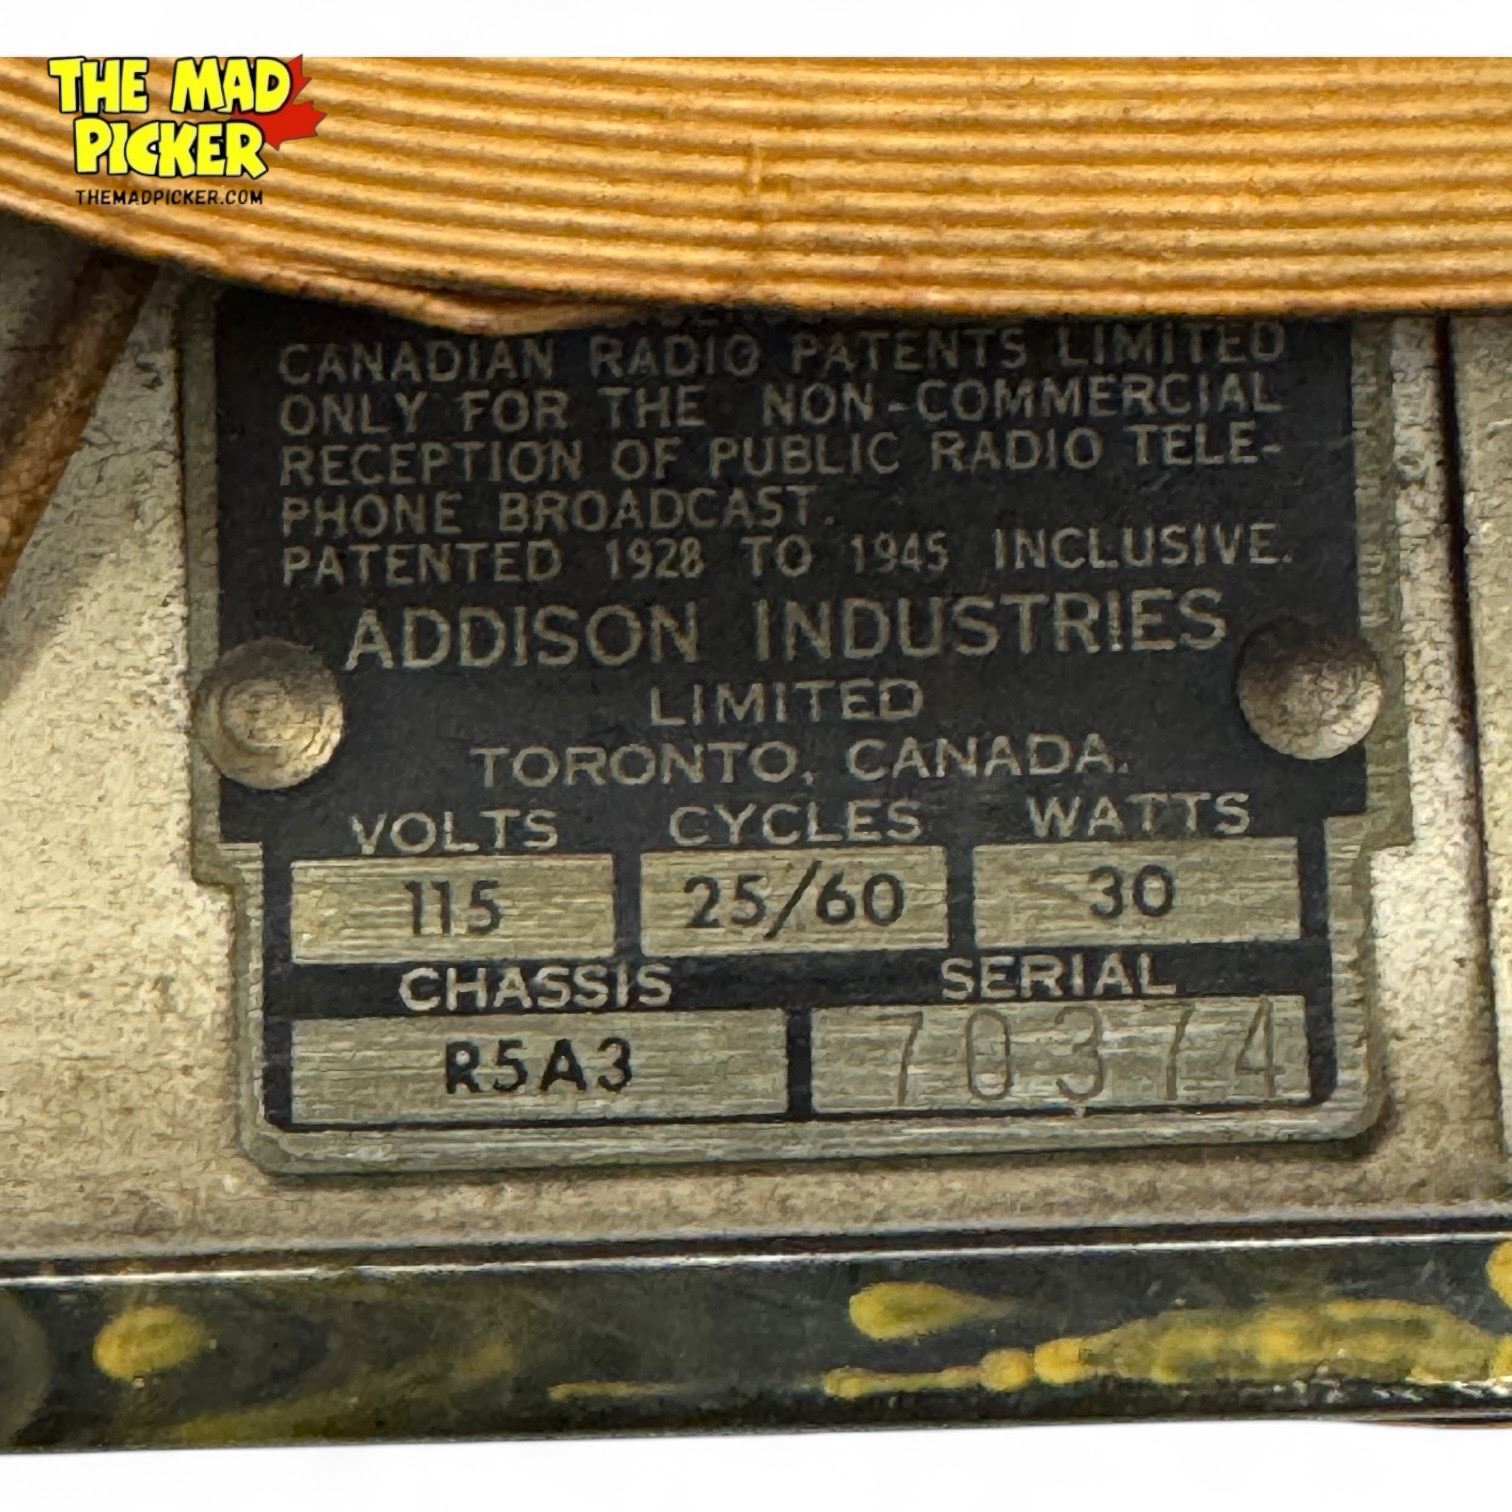 THE MAD
PICKER
THEMADPICKER.COM
CANADIAN RADIO PATENTS LIMITED
ONLY FOR THE NON-COMMERCIAL
RECEPTION OF PUBLIC RADIO TELE-
PHONE BROADCAST.
PATENTED 1928 TO 1945 INCLUSIVE.
ADDISON INDUSTRIES
LIMITED
TORONTO, CANADA.
VOLTS CYCLES WATTS
115 25/60 30
CHASSIS SERIAL
R5A3 70374